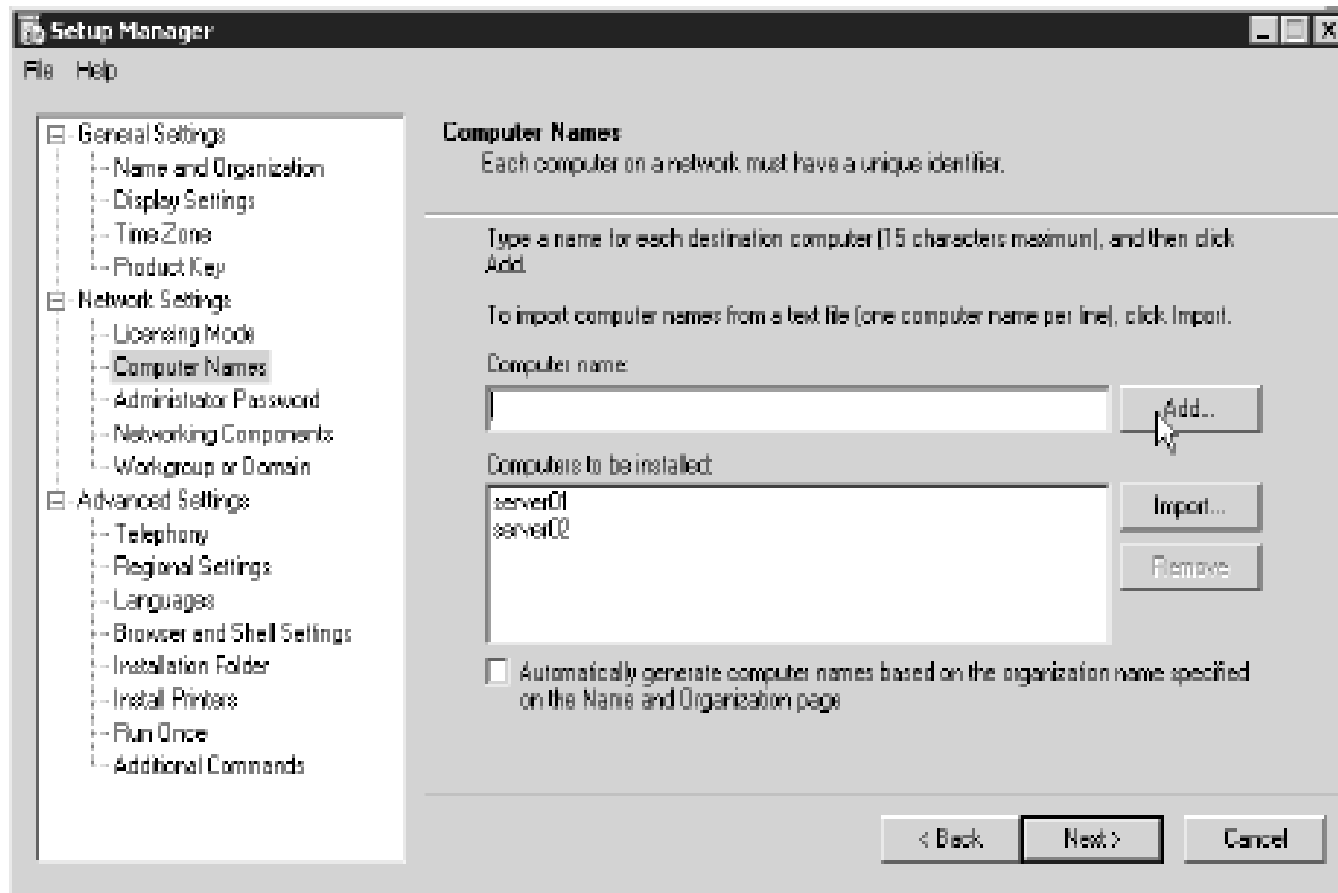 Setup Manager
File Help
General Settings
Name and Organization
Display Settings
Time Zone
Product Key
Network Settings
Licensing Mode
Computer Names
Administrator Password
Networking Components
Workgroup or Domain
Advanced Settings
Telephony
Regional Settings
Languages
Browser and Shell Settings
Installation Folder
Install Printers
Run Once
Additional Commands
Computer Names
Each computer on a network must have a unique identifier.
Type a name for each destination computer (15 characters maximum), and then click
Add.
To import computer names from a text file (one computer name per line), click Import.
Computer name:
Add...
Computers to be installed:
server01
server02
Import...
Remove
Automatically generate computer names based on the organization name specified
on the Name and Organization page
< Back
Next >
Cancel